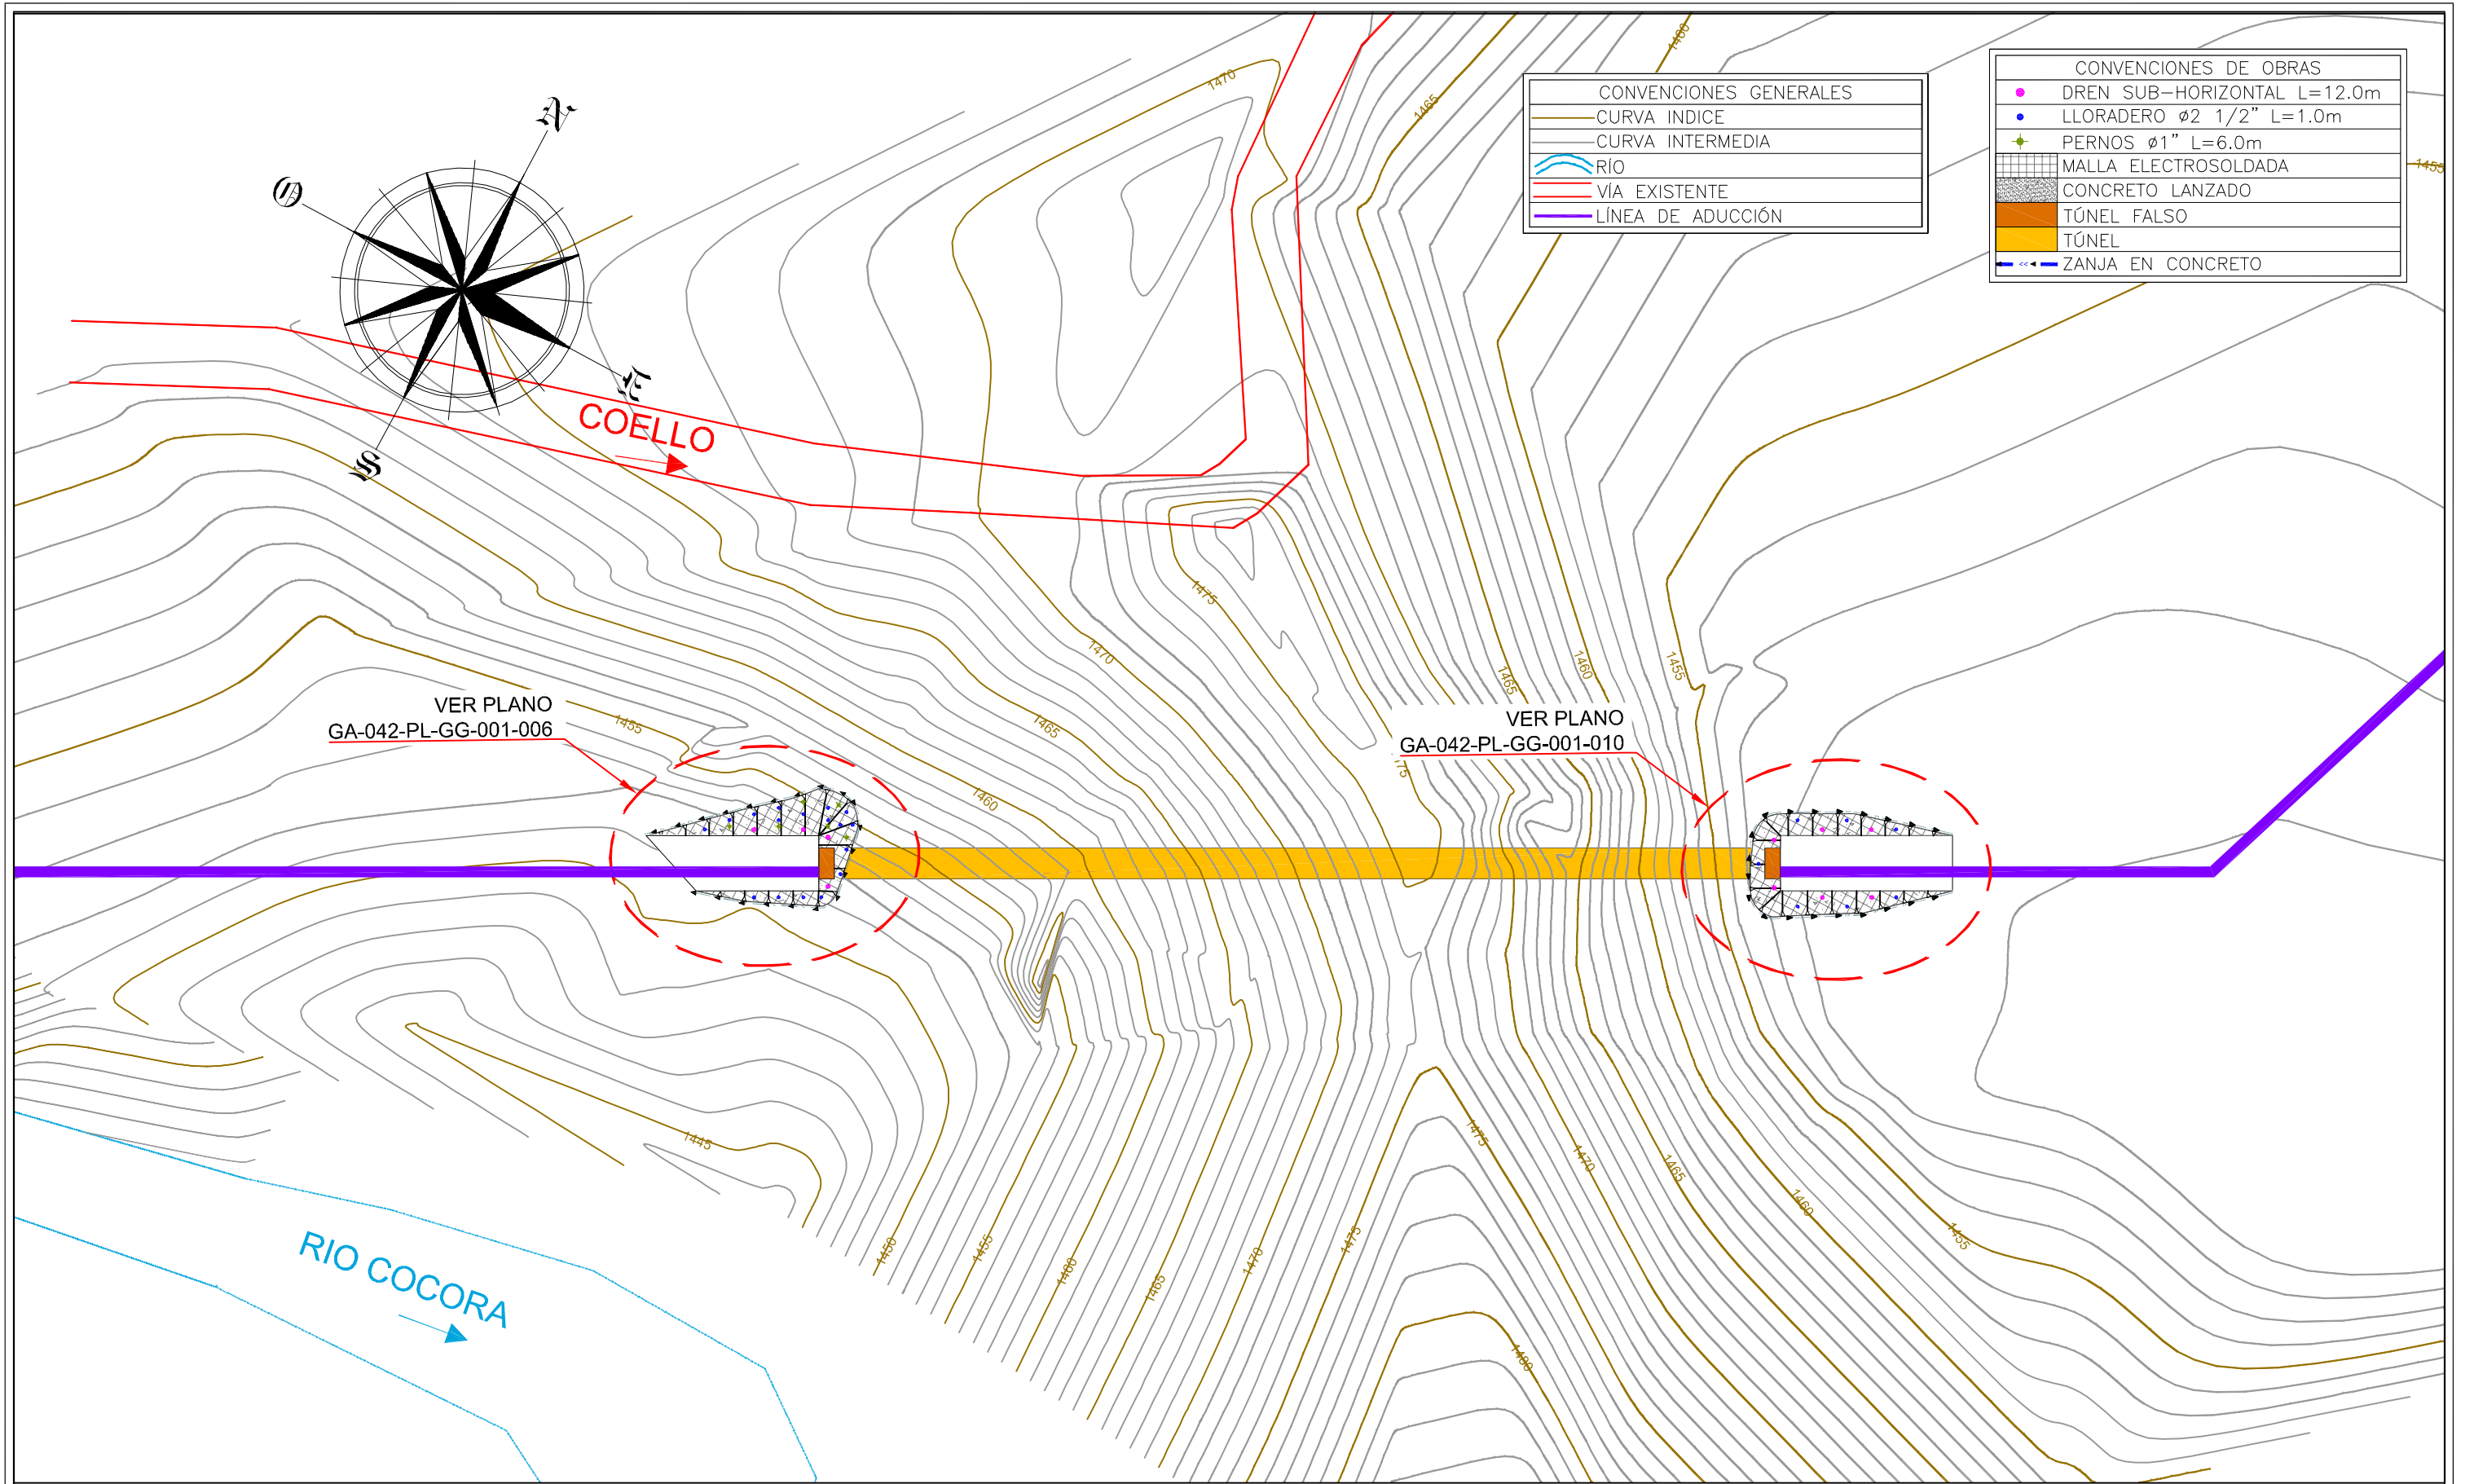 CONVENCIONES GENERALES
CURVA INDICE
CURVA INTERMEDIA
RÍO
VÍA EXISTENTE
LÍNEA DE ADUCCIÓN
CONVENCIONES DE OBRAS
DREN SUB-HORIZONTAL L=12.0m
LLORADERO ø2 1/2" L=1.0m
PERNOS ø1" L=6.0m
MALLA ELECTROSOLDADA
CONCRETO LANZADO
TÚNEL FALSO
TÚNEL
ZANJA EN CONCRETO
N
O
E
S
COELLO
VER PLANO
GA-042-PL-GG-001-006
VER PLANO
GA-042-PL-GG-001-010
RIO COCORA
1470
1460
1465
1455
1475
1470
1465
1460
1455
1465
1460
1455
1475
1445
1450
1455
1460
1465
1470
1475
1475
1470
1465
1460
1455
1480